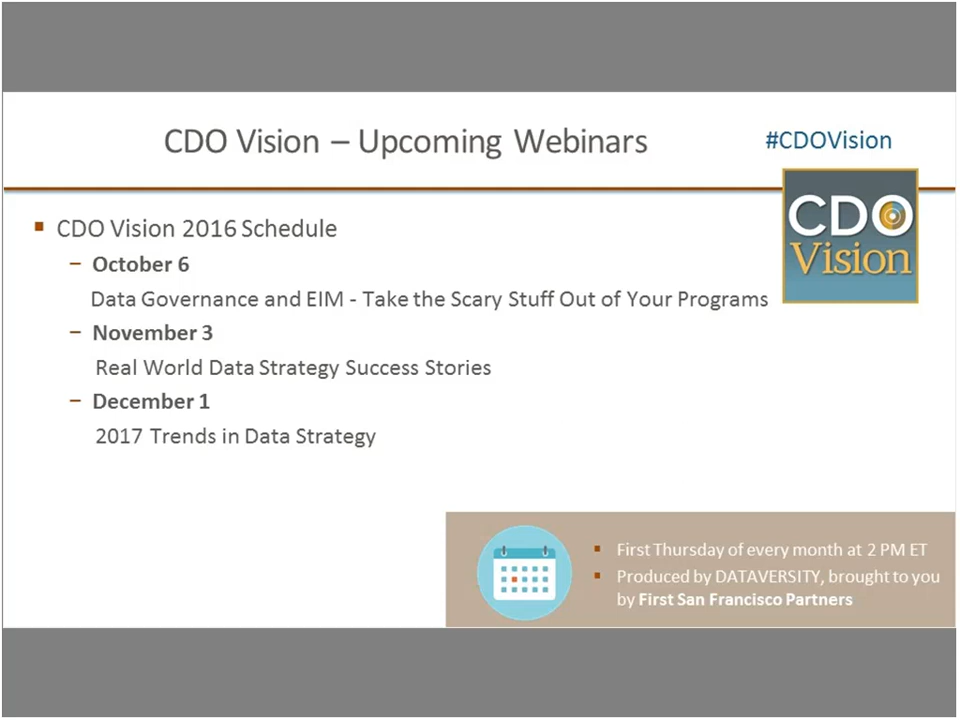 CDO Vision – Upcoming Webinars
#CDOVision
CDO
Vision
▪ CDO Vision 2016 Schedule
− October 6
Data Governance and EIM - Take the Scary Stuff Out of Your Programs
− November 3
Real World Data Strategy Success Stories
− December 1
2017 Trends in Data Strategy
▪ First Thursday of every month at 2 PM ET
▪ Produced by DATAVERSITY, brought to you
by First San Francisco Partners